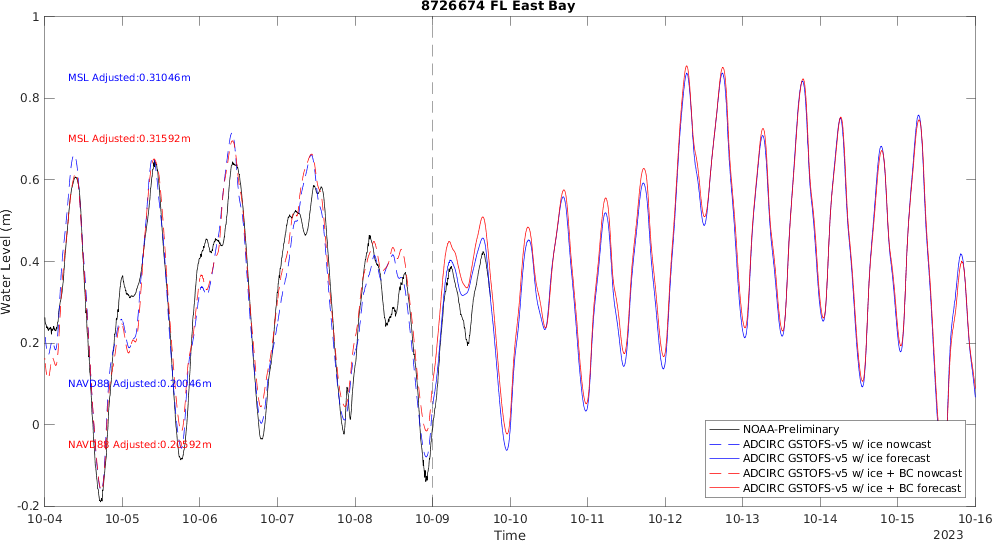 8726674 FL East Bay
1
0.8
0.6
0.4
0.2
0
-0.2
Water Level (m)
MSL Adjusted:0.31046m
MSL Adjusted:0.31592m
NAVD88 Adjusted:0.20046m
NAVD88 Adjusted:0.20592m
NOAA-Preliminary
ADCIRC GSTOFS-v5 w/ ice nowcast
ADCIRC GSTOFS-v5 w/ ice forecast
ADCIRC GSTOFS-v5 w/ ice + BC nowcast
ADCIRC GSTOFS-v5 w/ ice + BC forecast
10-04 10-05 10-06 10-07 10-08 10-09 10-10 10-11 10-12 10-13 10-14 10-15 10-16
Time
2023